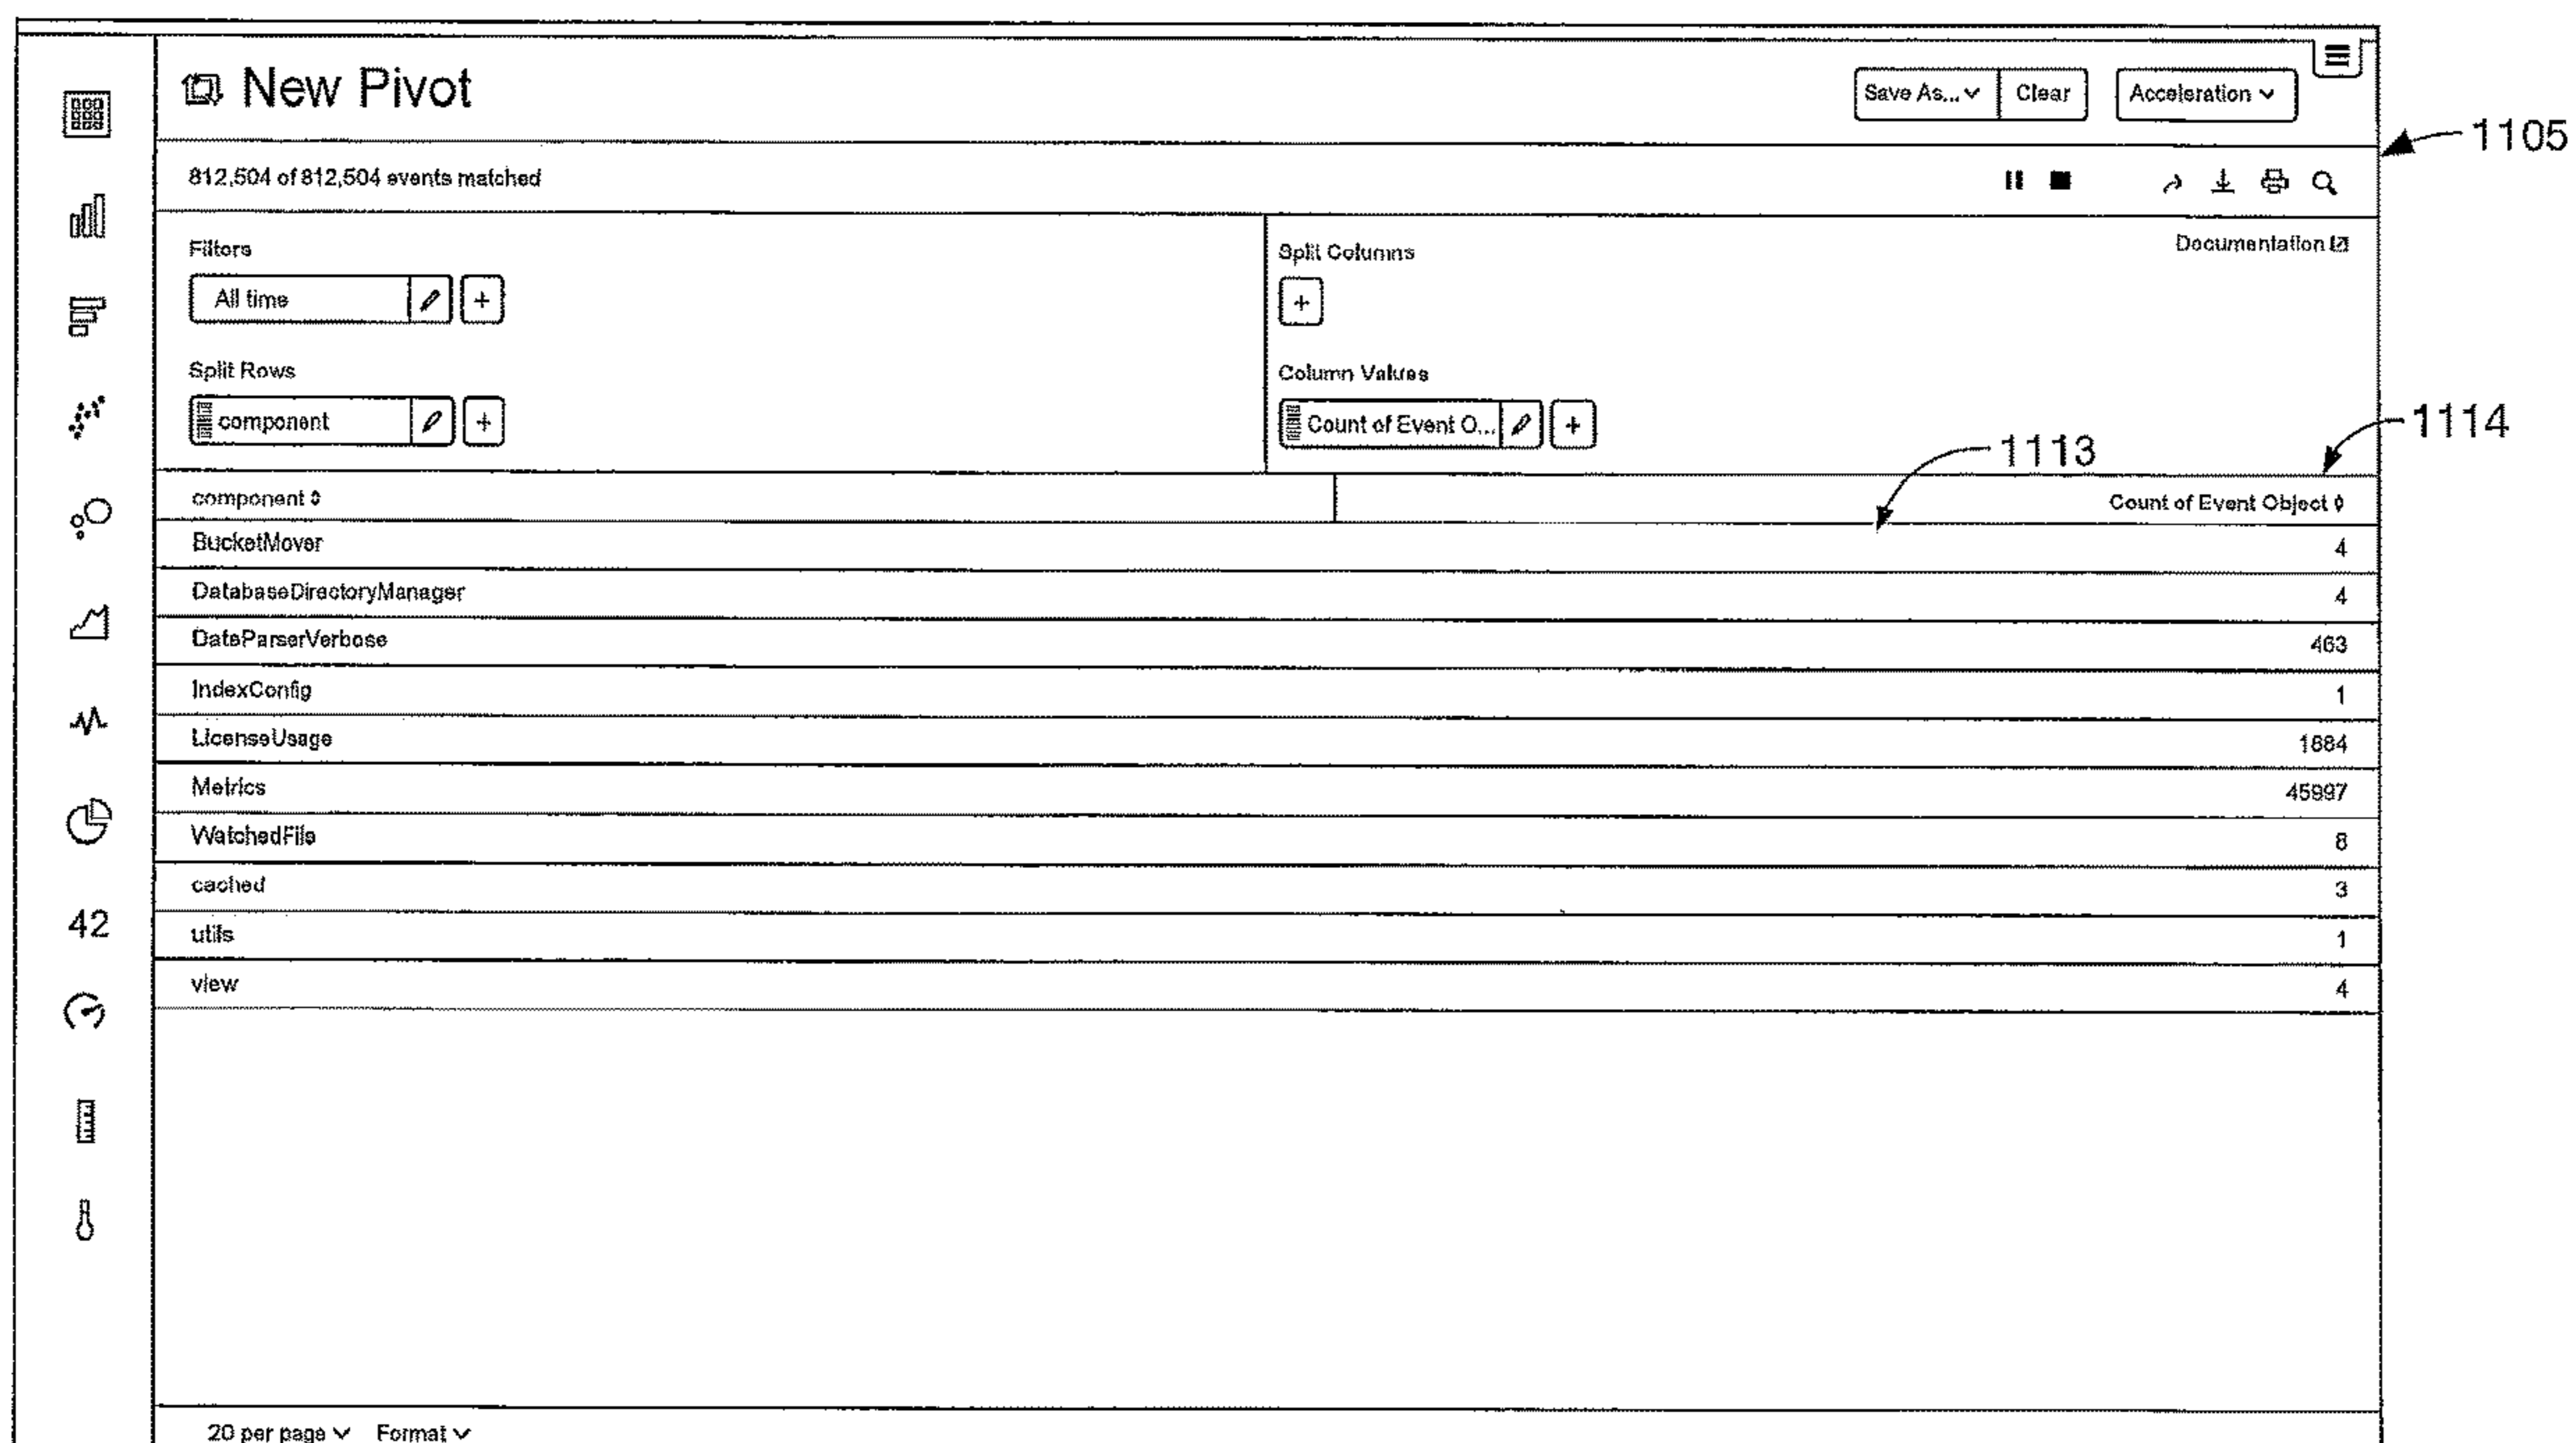 New Pivot
Save As... Clear Acceleration
1105
812,504 of 812,504 events matched
Filters
Split Columns
Documentation
All time
+
+
Split Rows
Column Values
component
+
Count of Event O...
+
1114
1113
component
Count of Event Object
BucketMover 4
DatabaseDirectoryManager 4
DateParserVerbose 463
IndexConfig 1
LicenseUsage 1884
Metrics 45997
WatchedFile 8
cached 3
42
utils 1
view 4
20 per page Format